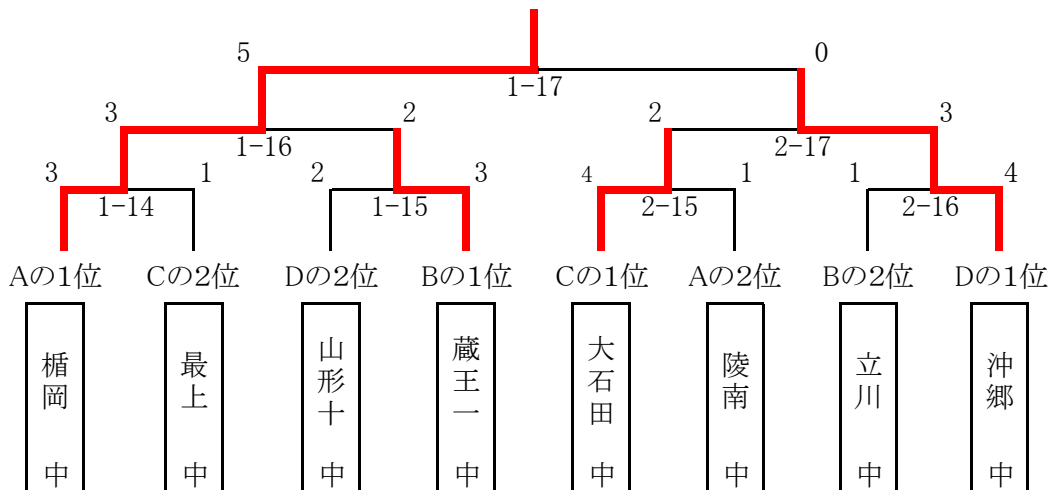 5 0
1-17
3 2 2 3
1-16 2-17
3 1 2 3 4 1 1 4
1-14 1-15 2-15 2-16
Aの1位 Cの2位 Dの2位 Bの1位 Cの1位 Aの2位 Bの2位 Dの1位
楯岡 中
最上 中
山形十 中
蔵王一 中
大石田 中
陵南 中
立川 中
沖郷 中